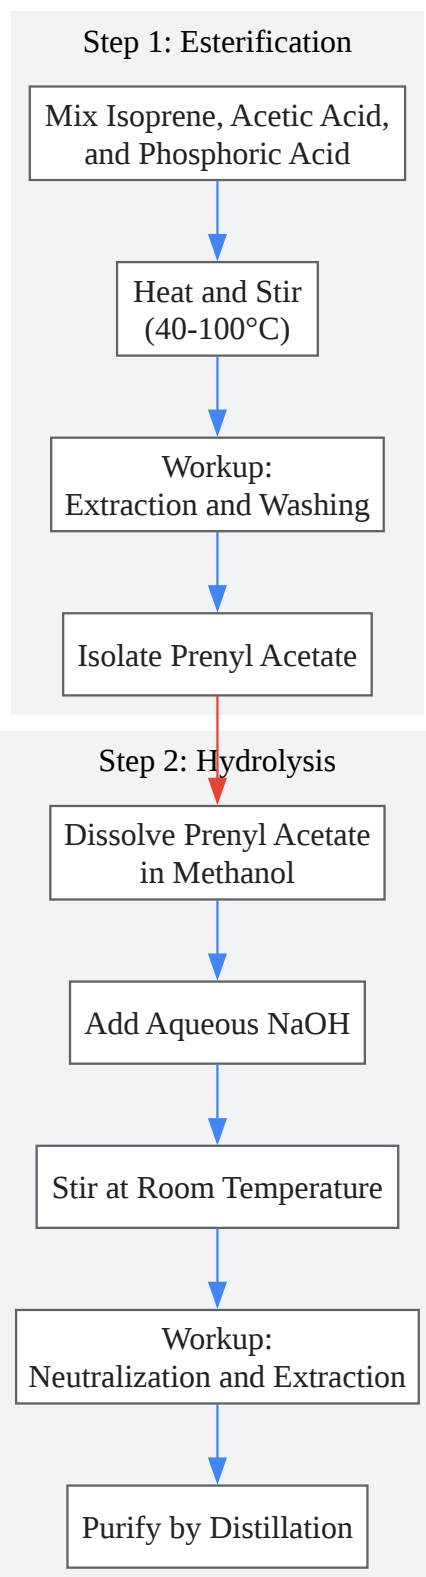 Step 1: Esterification
Mix Isoprene, Acetic Acid,
and Phosphoric Acid
Heat and Stir
(40-100°C)
Workup:
Extraction and Washing
Isolate Prenyl Acetate
Step 2: Hydrolysis
Dissolve Prenyl Acetate
in Methanol
Add Aqueous NaOH
Stir at Room Temperature
Workup:
Neutralization and Extraction
Purify by Distillation